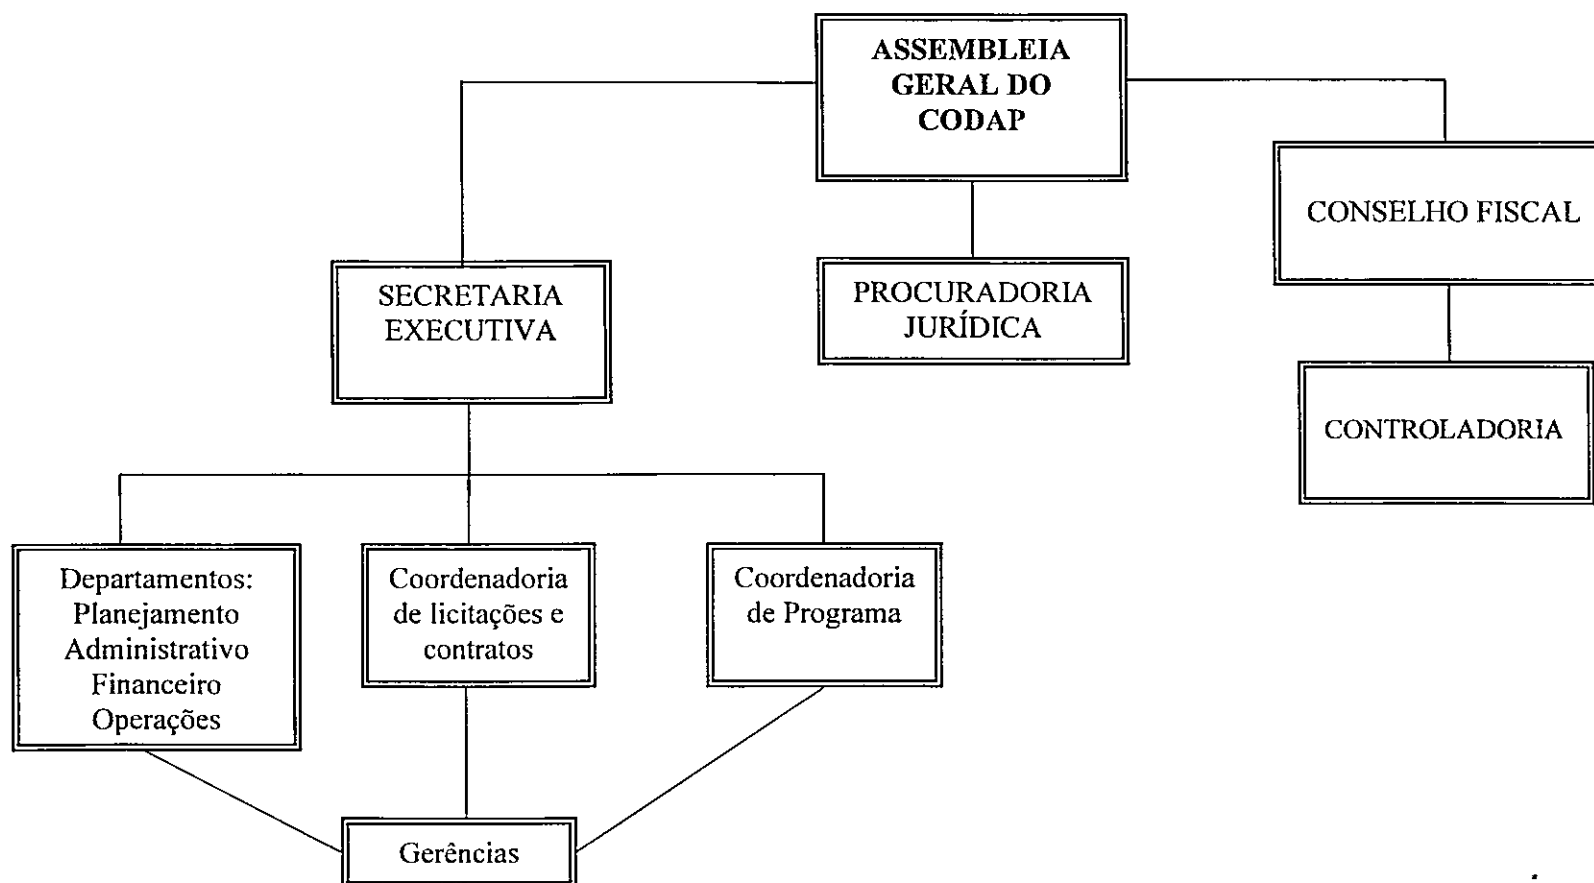 ASSEMBLEIA
GERAL DO
CODAP
CONSELHO FISCAL
SECRETARIA
EXECUTIVA
PROCURADORIA
JURÍDICA
CONTROLADORIA
Departamentos:
Planejamento
Administrativo
Financeiro
Operações
Coordenadoria
de licitações e
contratos
Coordenadoria
de Programa
Gerências